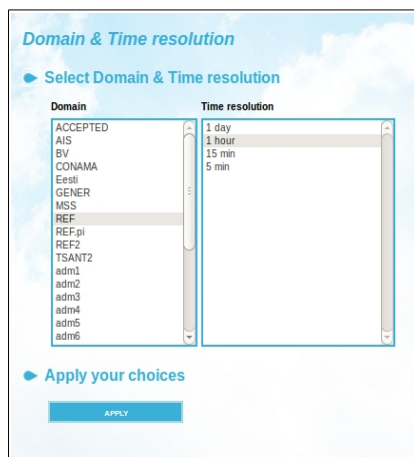 Domain & Time resolution
Select Domain & Time resolution
Domain
Time resolution
ACCEPTED
AIS
BV
CONAMA
Eesti
GENER
MSS
REF
REF.pi
REF2
TSANT2
adm1
adm2
adm3
adm4
adm5
adm6
1 day
1 hour
15 min
5 min
Apply your choices
APPLY